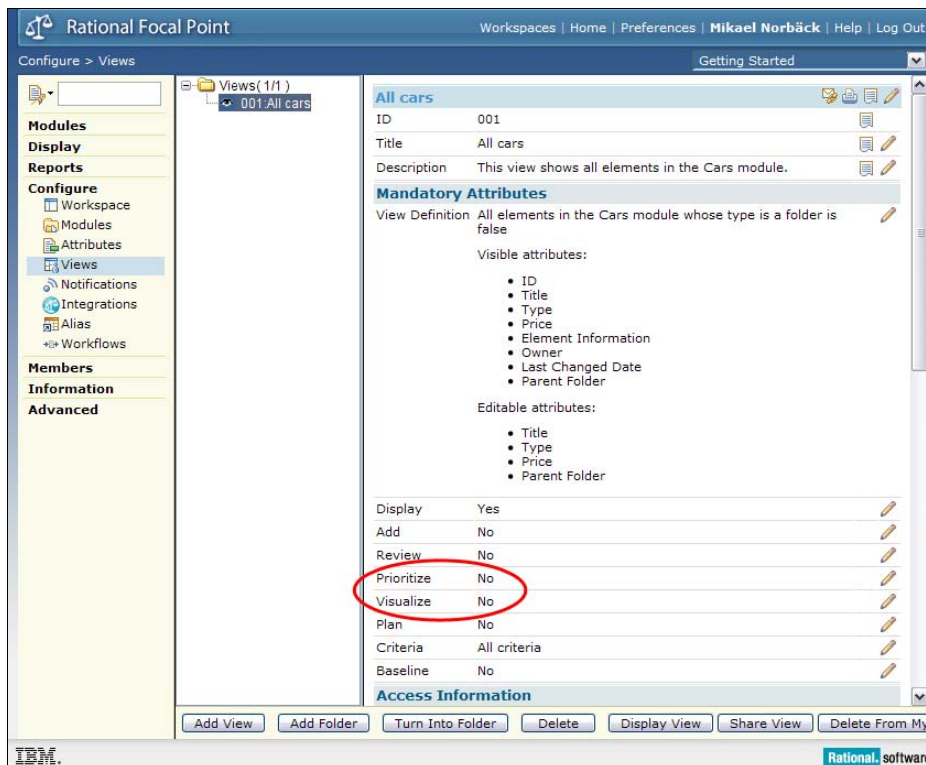 Rational Focal Point
Workspaces | Home | Preferences | Mikael Norbäck | Help | Log Out
Configure > Views
Getting Started
Modules
Display
Reports
Configure
Workspace
Modules
Attributes
Views
Notifications
Integrations
Alias
Workflows
Members
Information
Advanced
Views( 1/1 )
001:All cars
All cars
ID 001
Title All cars
Description This view shows all elements in the Cars module.
Mandatory Attributes
View Definition All elements in the Cars module whose type is a folder is
false
Visible attributes:
• ID
• Title
• Type
• Price
• Element Information
• Owner
• Last Changed Date
• Parent Folder
Editable attributes:
• Title
• Type
• Price
• Parent Folder
Display Yes
Add No
Review No
Prioritize No
Visualize No
Plan No
Criteria All criteria
Baseline No
Access Information
Add View Add Folder Turn Into Folder Delete Display View Share View Delete From My
IBM.
Rational. software